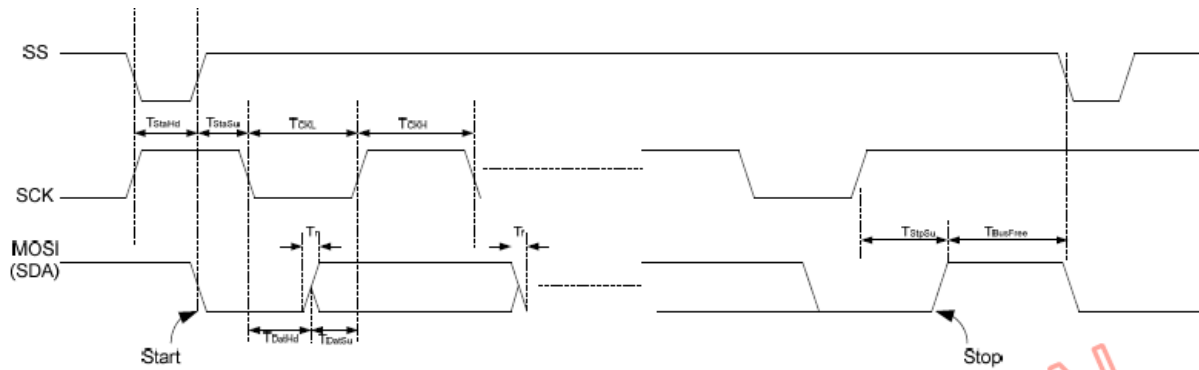 SS
TStaHd TStaSu TCKL TCKH
SCK
Tr Tf
MOSI
(SDA)
TStpSu TBusFree
TDatHd TDatSu
Start Stop